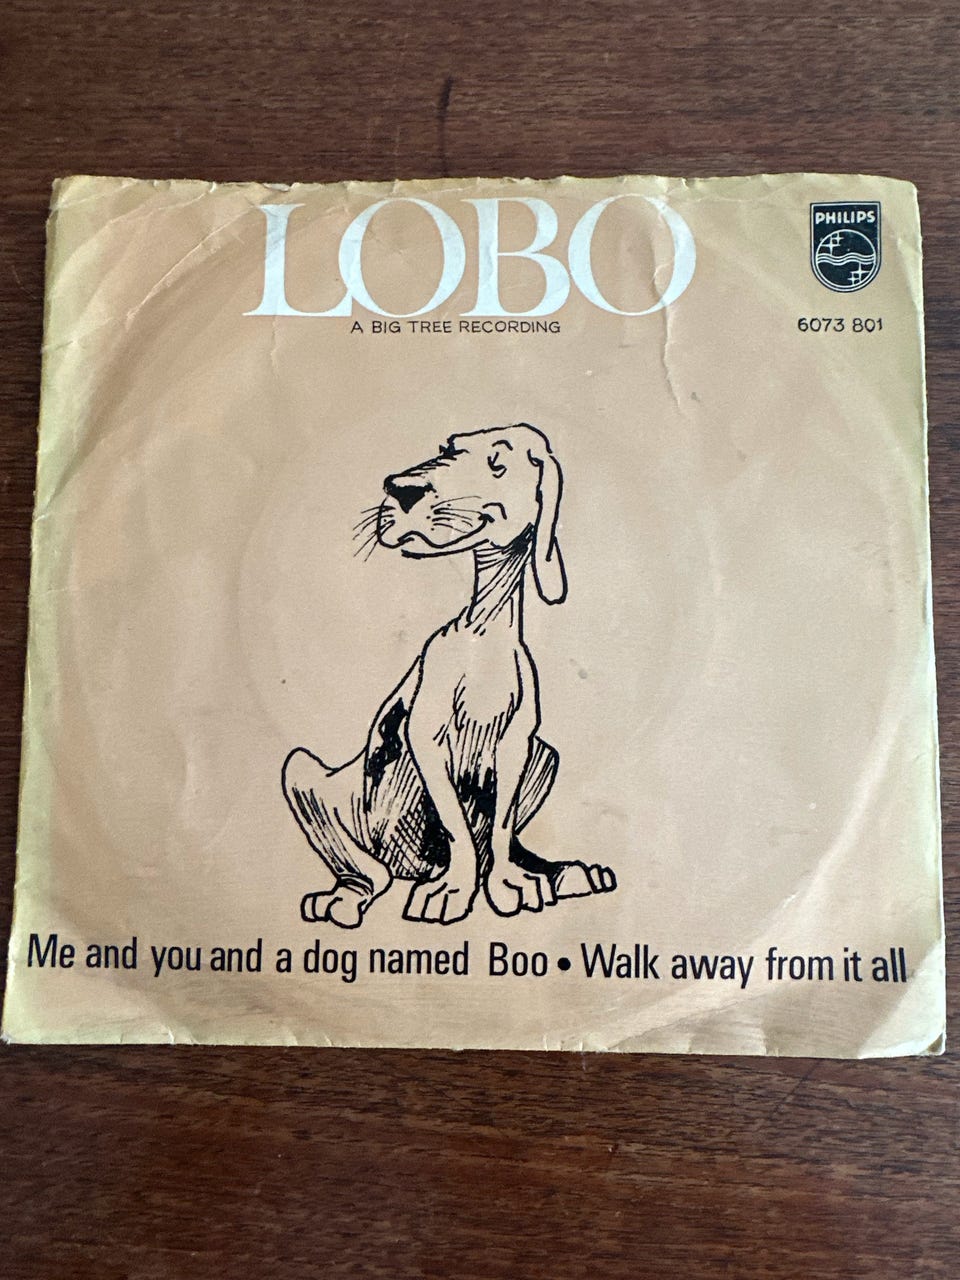 LOBO
PHILIPS
A BIG TREE RECORDING
6073 801
Me and you and a dog named Boo • Walk away from it all